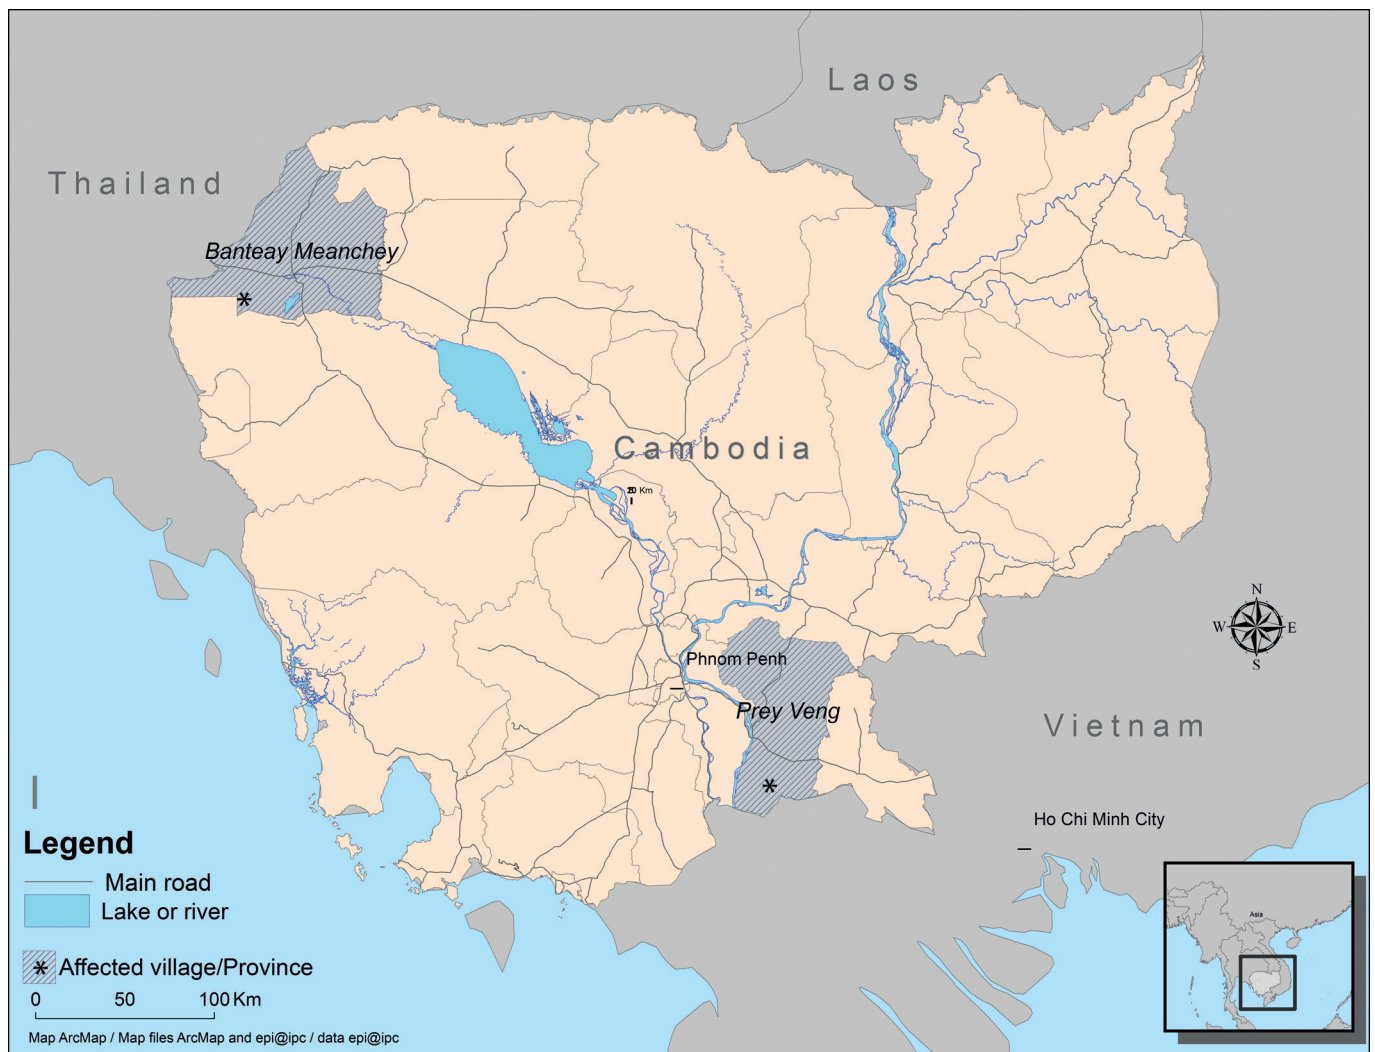 Laos
Thailand
Banteay Meanchey
*
Cambodia
Km
N
W E
S
Phnom Penh
Prey Veng
*
Vietnam
Ho Chi Minh City
Legend
Main road
Lake or river
* Affected village/Province
0 50 100 Km
Map ArcMap / Map files ArcMap and epi@ipc / data epi@ipc
Asia